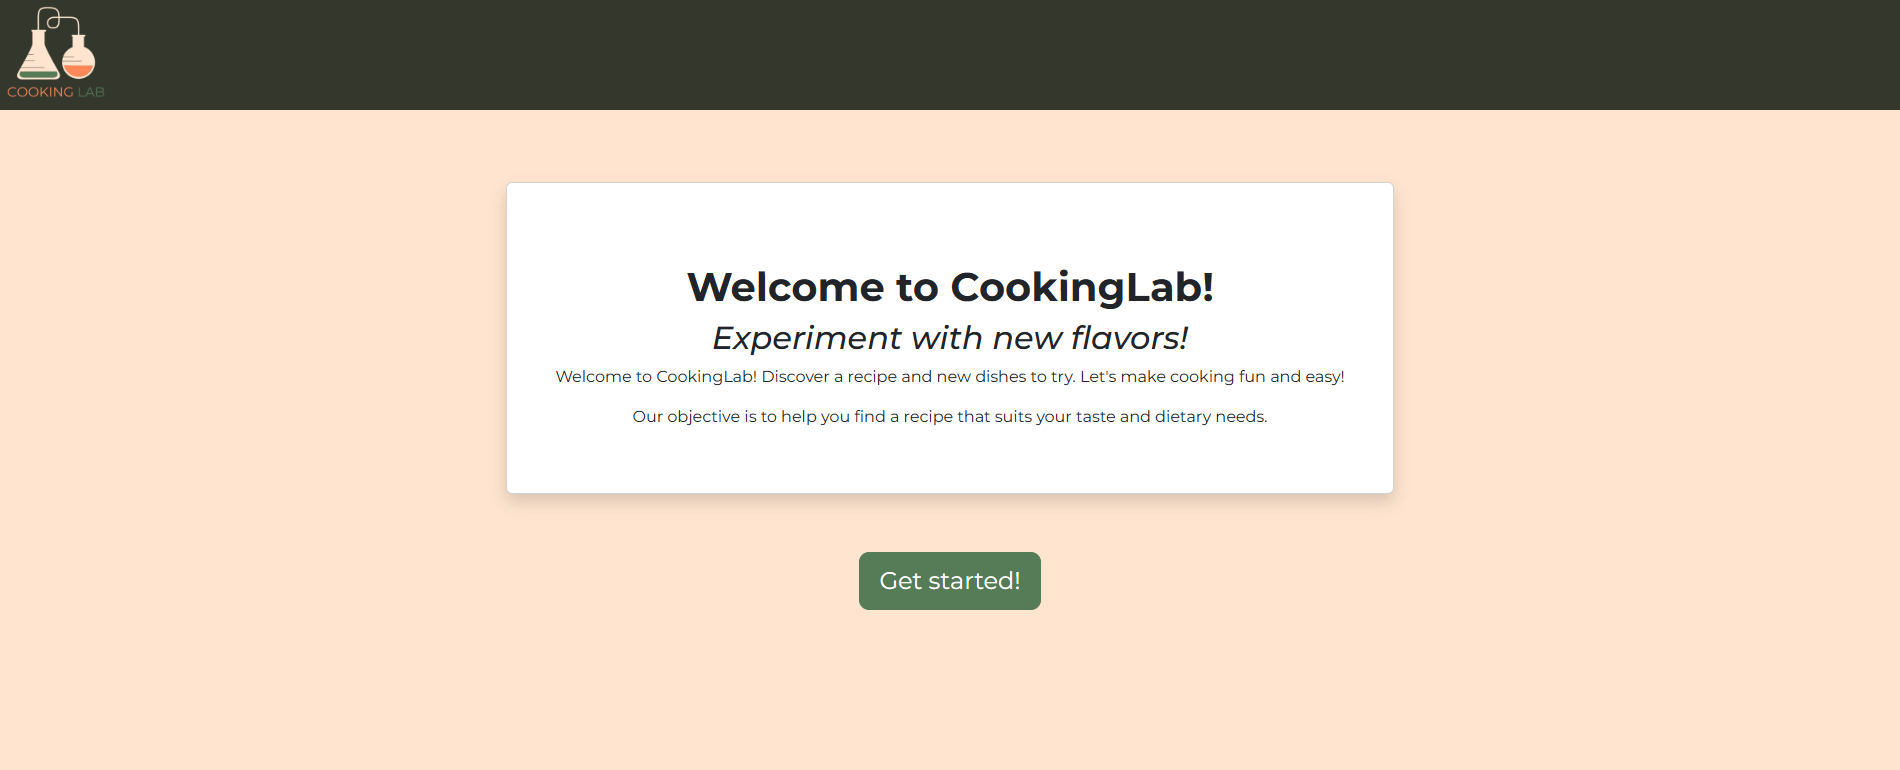 COOKING LAB
Welcome to CookingLab!
Experiment with new flavors!
Welcome to CookingLab! Discover a recipe and new dishes to try. Let's make cooking fun and easy!
Our objective is to help you find a recipe that suits your taste and dietary needs.
Get started!